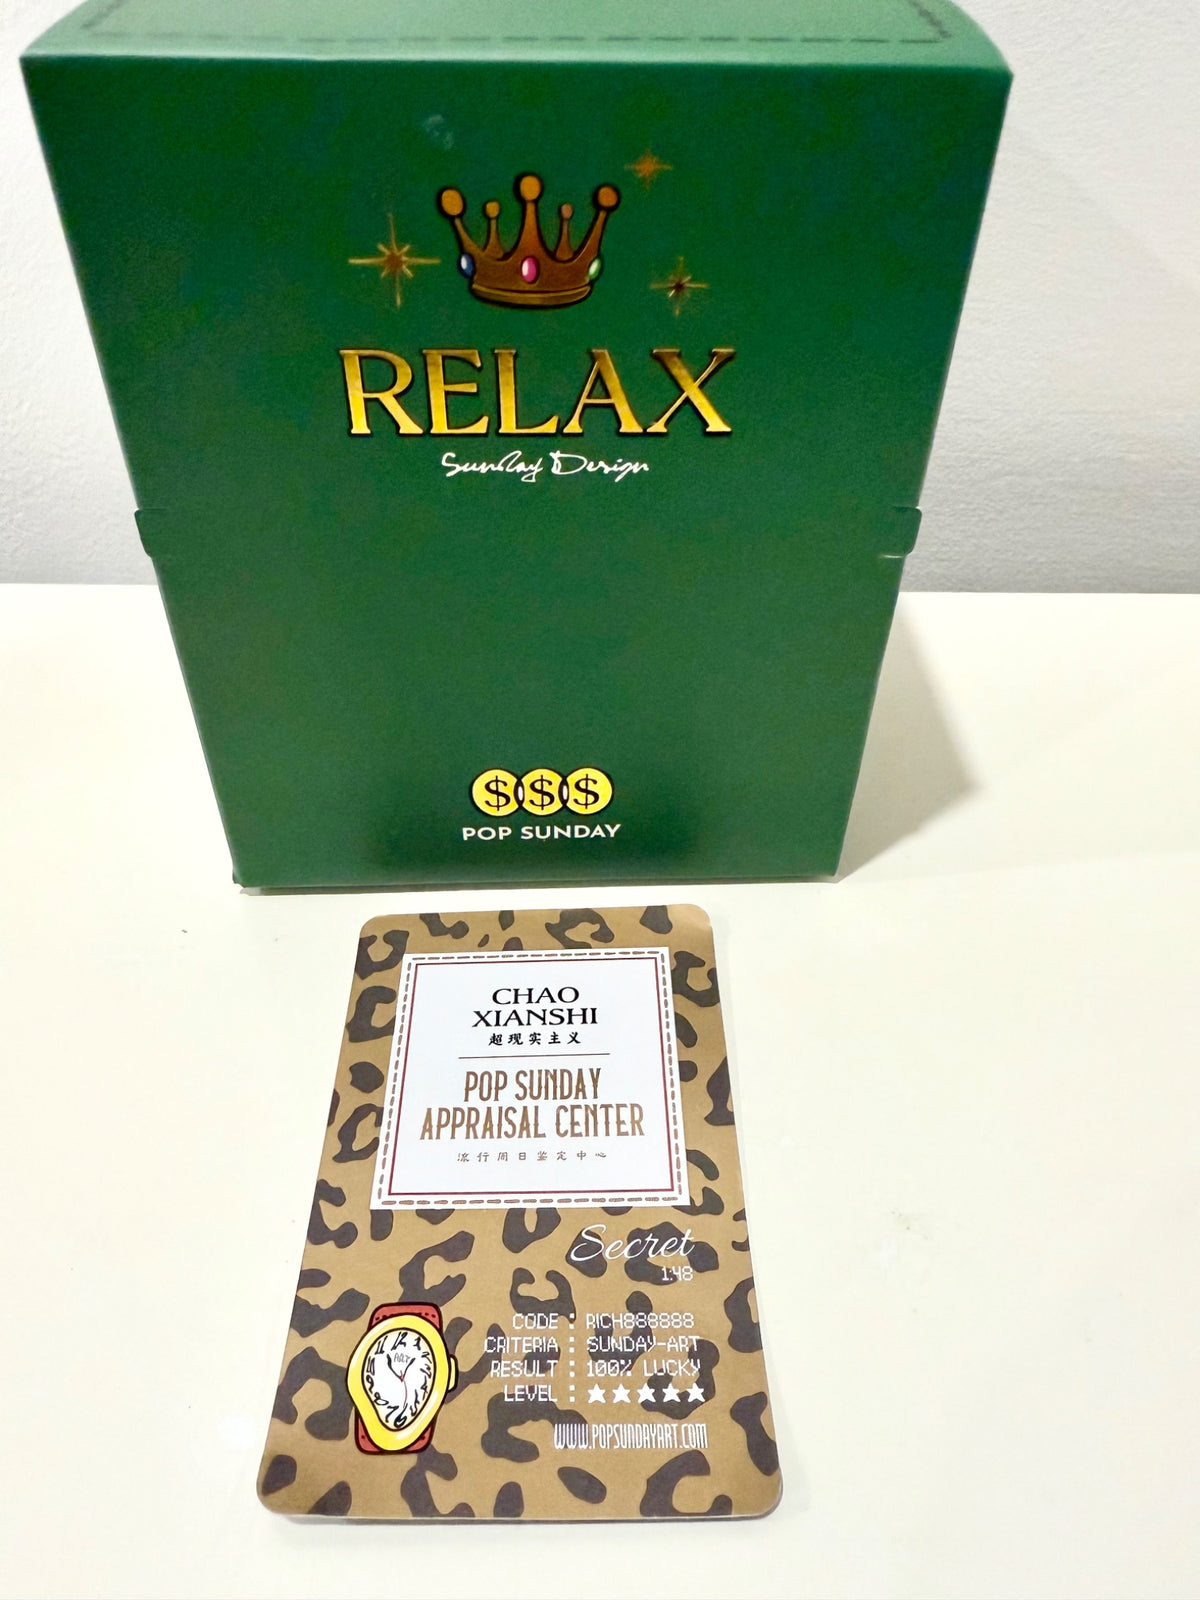 RELAX
Sunday Design
$$$
POP SUNDAY
CHAO
XIANSHI
超现实主义
POP SUNDAY
APPRAISAL CENTER
流行周日鉴定中心
Secret
1:48
CODE : RICH888888
CRITERIA : SUNDAY-ART
RESULT : 100% LUCKY
LEVEL : ★★★★★
WWW.POPSUNDAYART.COM
ART